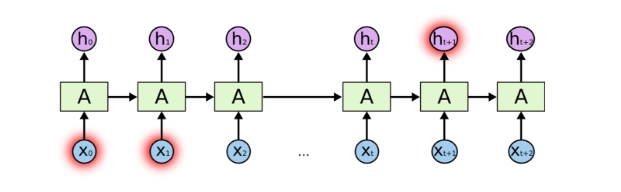 h₀ h₁ h₂ hₜ hₜ₊₁ hₜ₊₂
A A A A A A
x₀ x₁ x₂ ... xₜ xₜ₊₁ xₜ₊₂